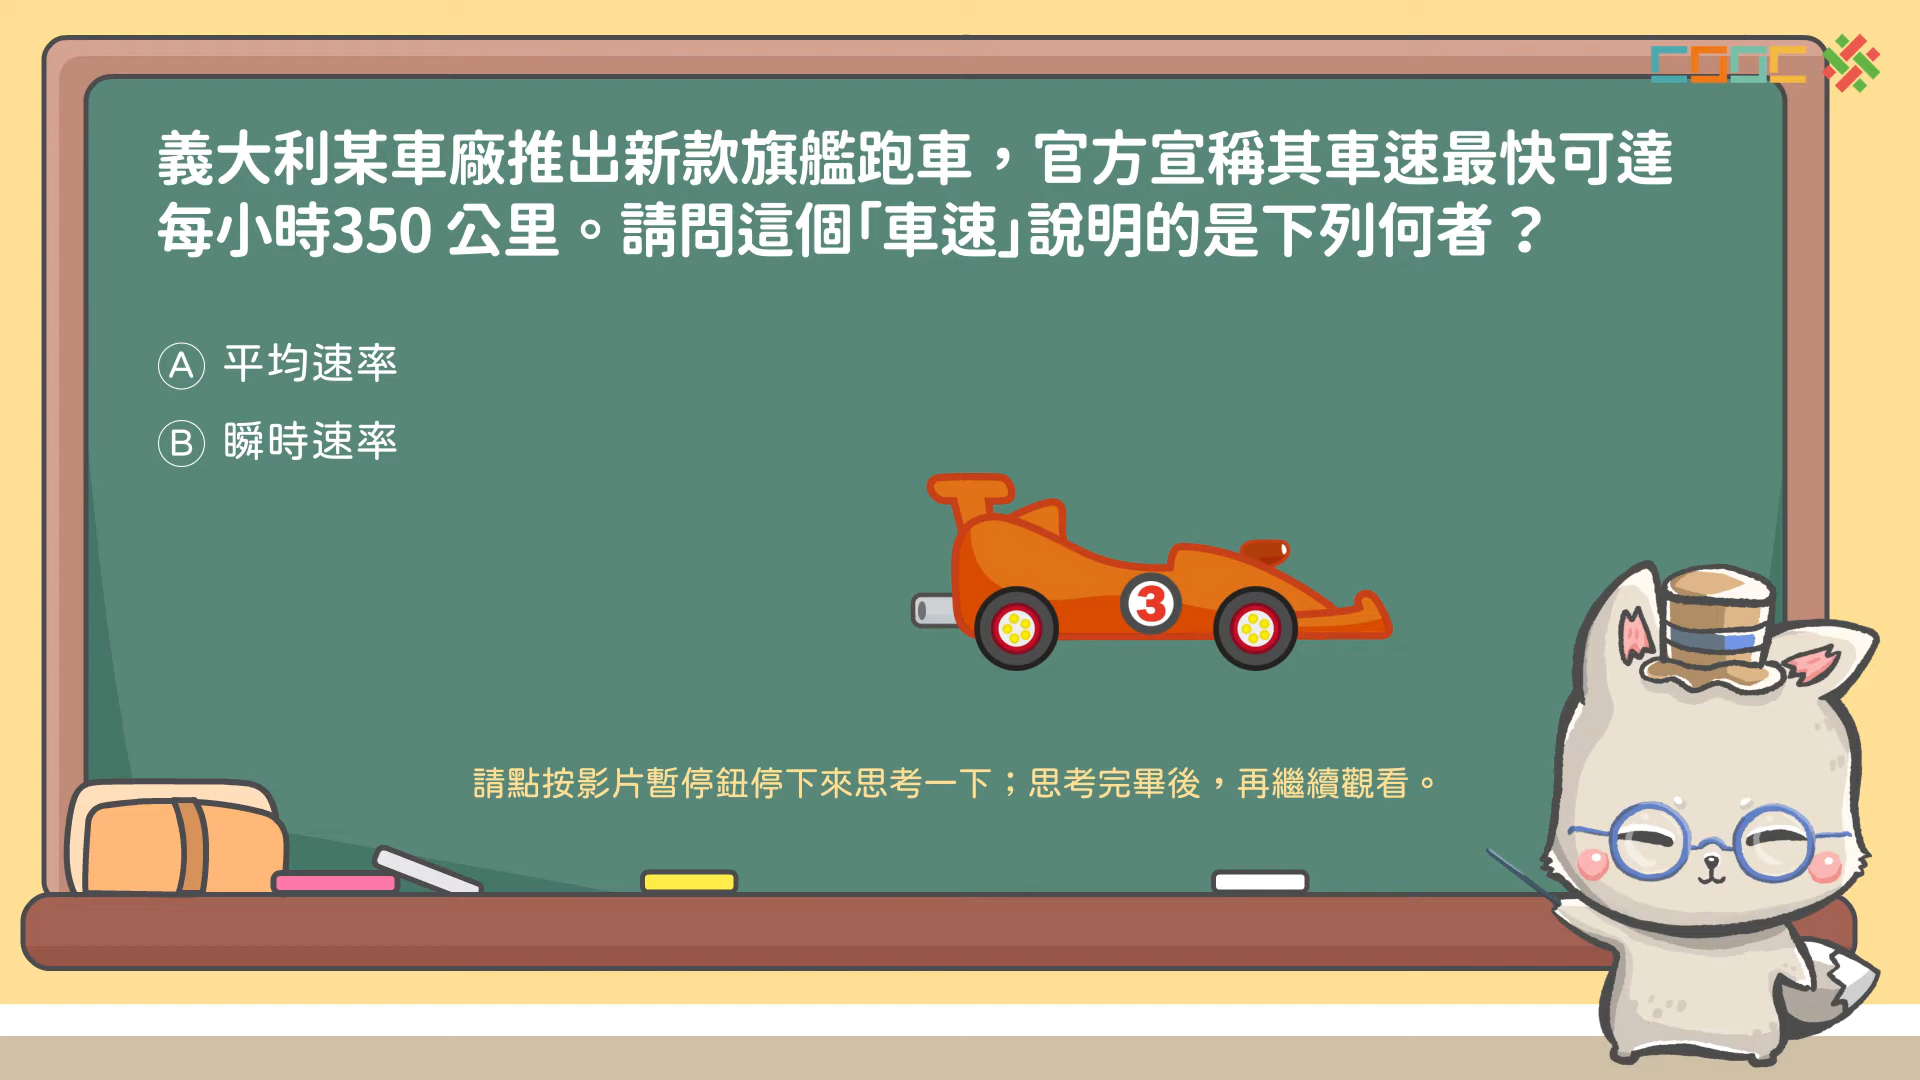 COOC
義大利某車廠推出新款旗艦跑車，官方宣稱其車速最快可達
每小時350 公里。請問這個「車速」說明的是下列何者？
A 平均速率
B 瞬時速率
3
請點按影片暫停鈕停下來思考一下；思考完畢後，再繼續觀看。